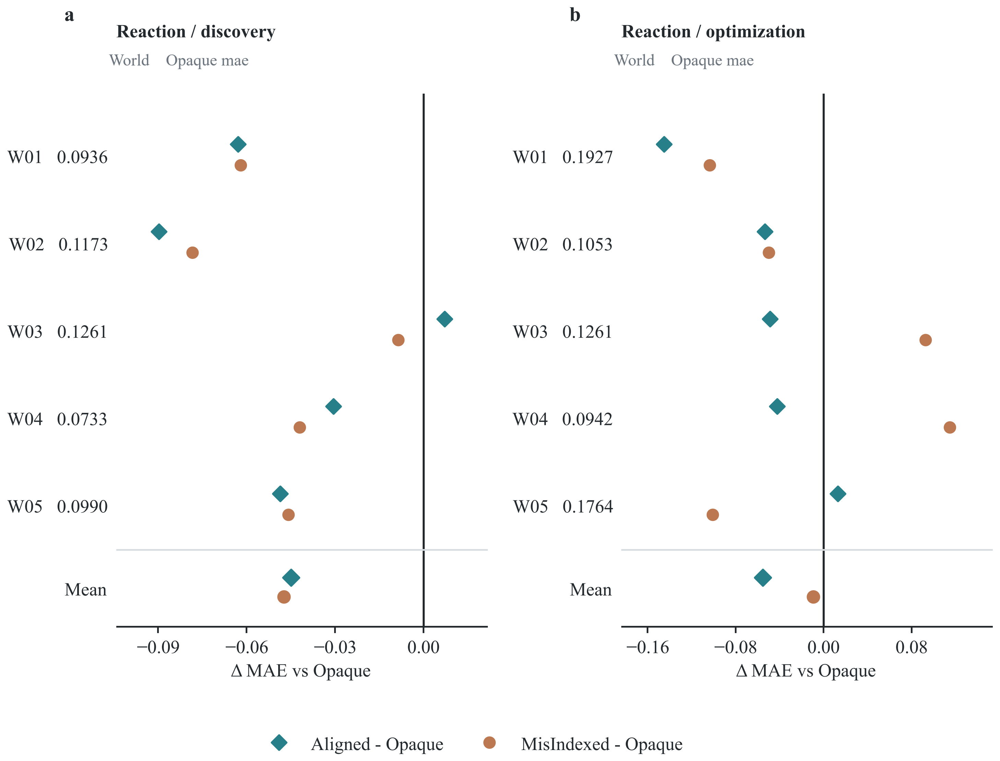 a
Reaction / discovery
World Opaque mae
W01 0.0936
W02 0.1173
W03 0.1261
W04 0.0733
W05 0.0990
Mean
−0.09 −0.06 −0.03 0.00
Δ MAE vs Opaque
b
Reaction / optimization
World Opaque mae
W01 0.1927
W02 0.1053
W03 0.1261
W04 0.0942
W05 0.1764
Mean
−0.16 −0.08 0.00 0.08
Δ MAE vs Opaque
Aligned - Opaque MisIndexed - Opaque